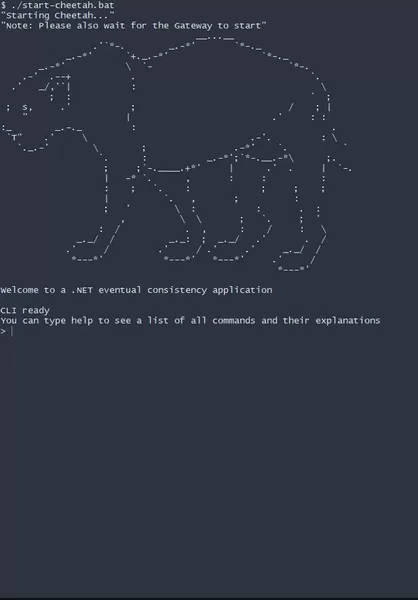 $ ./start-cheetah.bat
"Starting Cheetah..."
"Note: Please also wait for the Gateway to start"
Welcome to a .NET eventual consistency application
CLI ready
You can type help to see a list of all commands and their explanations
>